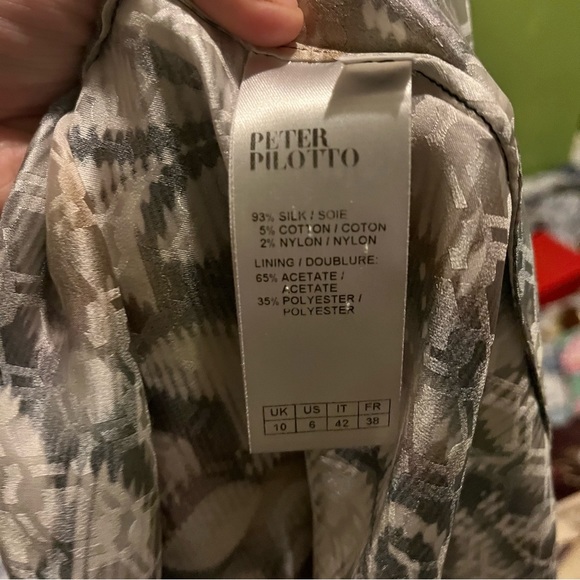 PETER
PILOTTO
93% SILK / SOIE
5% COTTON / COTON
2% NYLON / NYLON
LINING / DOUBLURE:
65% ACETATE /
ACETATE
35% POLYESTER /
POLYESTER
UK US IT FR
10 6 42 38